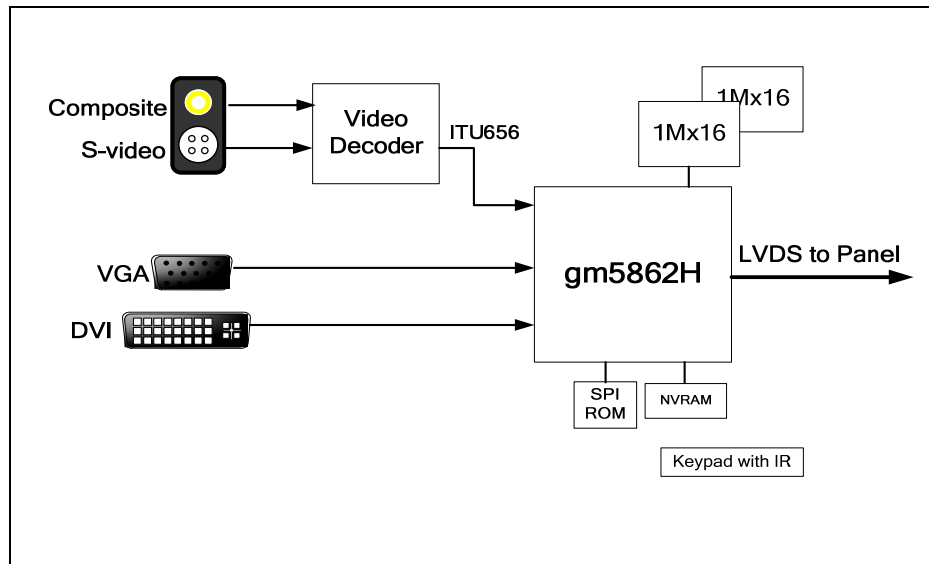 Composite
S-video
Video
Decoder
ITU656
1Mx16
1Mx16
VGA
DVI
gm5862H
LVDS to Panel
SPI
ROM
NVRAM
Keypad with IR